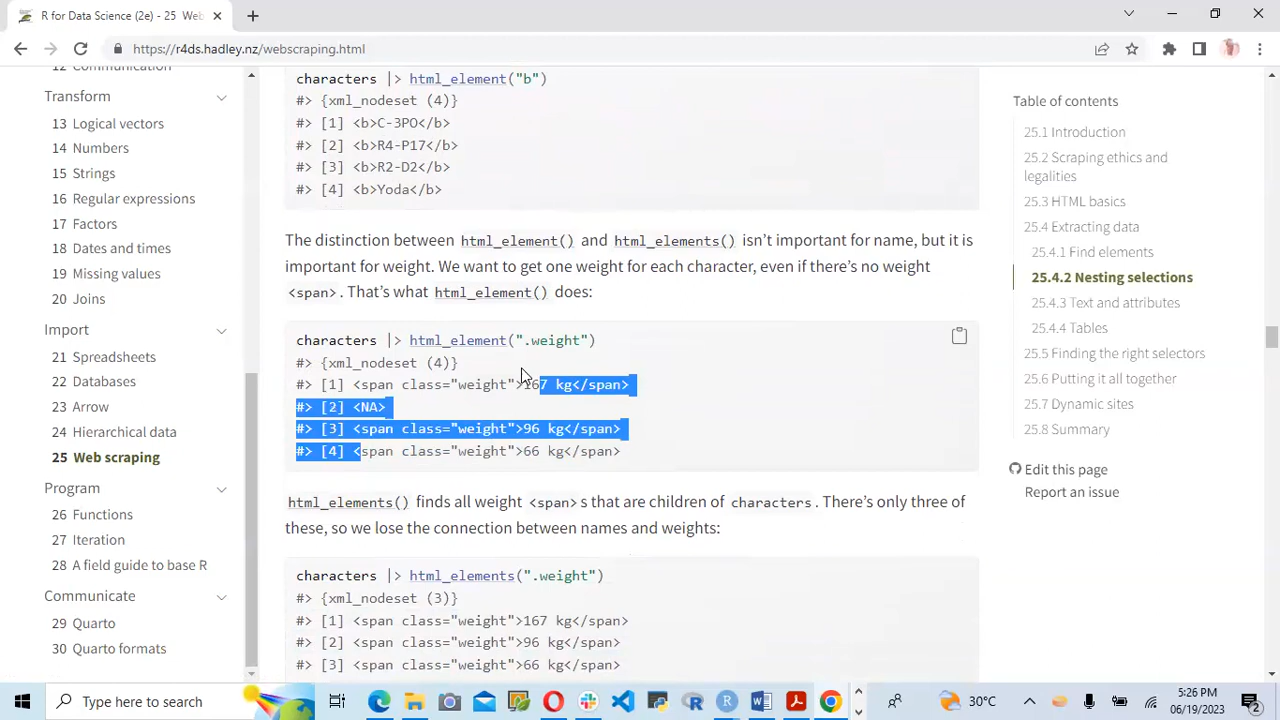 R for Data Science (2e) - 25 Web
https://r4ds.hadley.nz/webscraping.html
12 Communication
Transform
13 Logical vectors
14 Numbers
15 Strings
16 Regular expressions
17 Factors
18 Dates and times
19 Missing values
20 Joins
Import
21 Spreadsheets
22 Databases
23 Arrow
24 Hierarchical data
25 Web scraping
Program
26 Functions
27 Iteration
28 A field guide to base R
Communicate
29 Quarto
30 Quarto formats
characters |> html_element("b")
#> {xml_nodeset (4)}
#> [1] <b>C-3PO</b>
#> [2] <b>R4-P17</b>
#> [3] <b>R2-D2</b>
#> [4] <b>Yoda</b>
The distinction between html_element() and html_elements() isn’t important for name, but it is
important for weight. We want to get one weight for each character, even if there’s no weight
<span>. That’s what html_element() does:
characters |> html_element(".weight")
#> {xml_nodeset (4)}
#> [1] <span class="weight">167 kg</span>
#> [2] <NA>
#> [3] <span class="weight">96 kg</span>
#> [4] <span class="weight">66 kg</span>
html_elements() finds all weight <span>s that are children of characters. There’s only three of
these, so we lose the connection between names and weights:
characters |> html_elements(".weight")
#> {xml_nodeset (3)}
#> [1] <span class="weight">167 kg</span>
#> [2] <span class="weight">96 kg</span>
#> [3] <span class="weight">66 kg</span>
Table of contents
25.1 Introduction
25.2 Scraping ethics and
legalities
25.3 HTML basics
25.4 Extracting data
25.4.1 Find elements
25.4.2 Nesting selections
25.4.3 Text and attributes
25.4.4 Tables
25.5 Finding the right selectors
25.6 Putting it all together
25.7 Dynamic sites
25.8 Summary
Edit this page
Report an issue
Type here to search
30°C
5:26 PM
06/19/2023
2